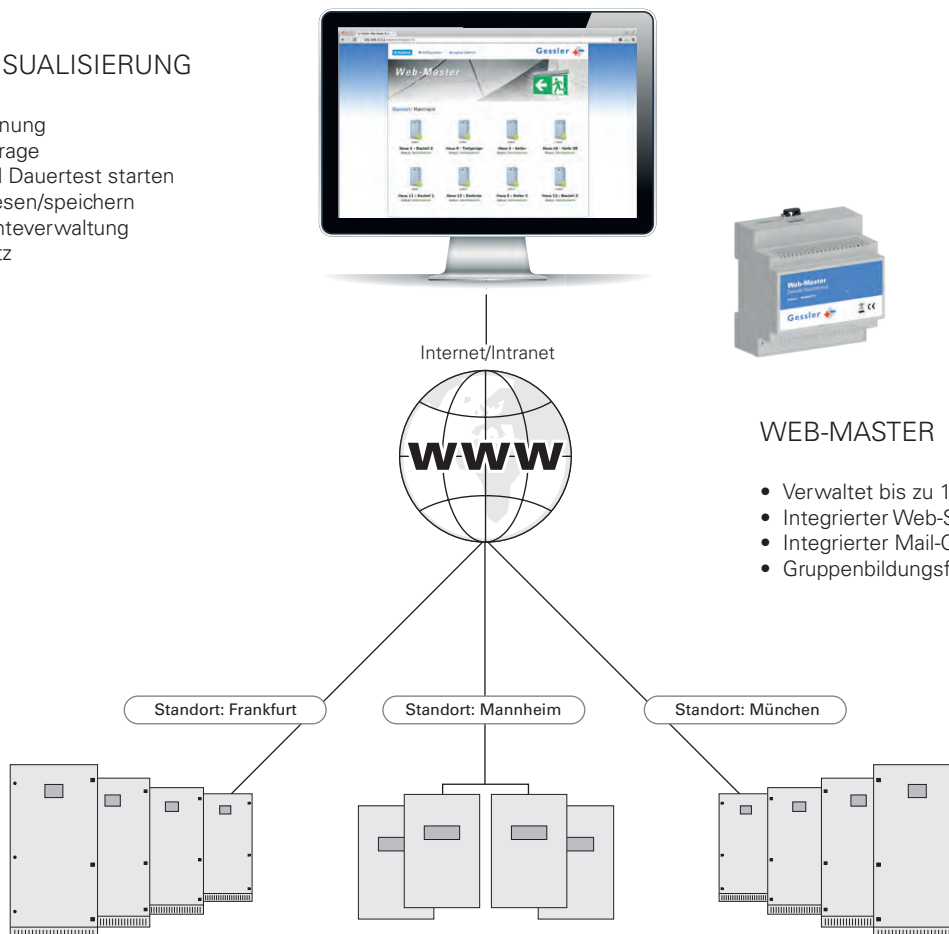 SUALISIERUNG
nung
rage
l Dauertest starten
esen/speichern
nteverwaltung
tz
Gessler
Web-Master
Standort: Mannheim
Web-Master
Gessler
CE
Internet/Intranet
www
WEB-MASTER
• Verwaltet bis zu 1
• Integrierter Web-S
• Integrierter Mail-C
• Gruppenbildungsf
Standort: Frankfurt
Standort: Mannheim
Standort: München